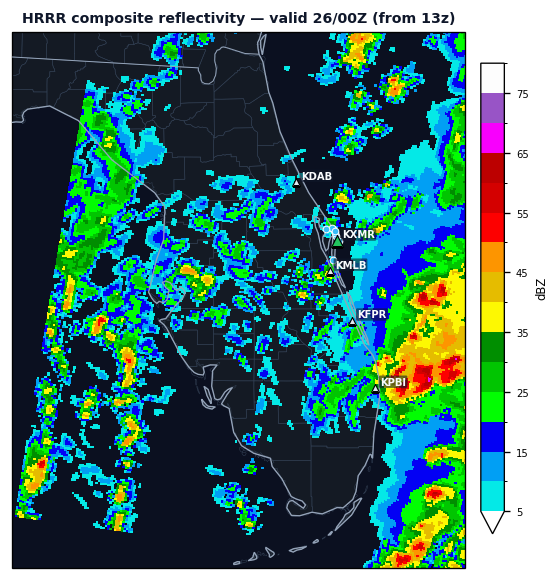 HRRR composite reflectivity — valid 26/00Z (from 13z)
KDAB
KXMR
KMLB
KFPR
KPBI
75
65
55
45
35
25
15
5
dBZ